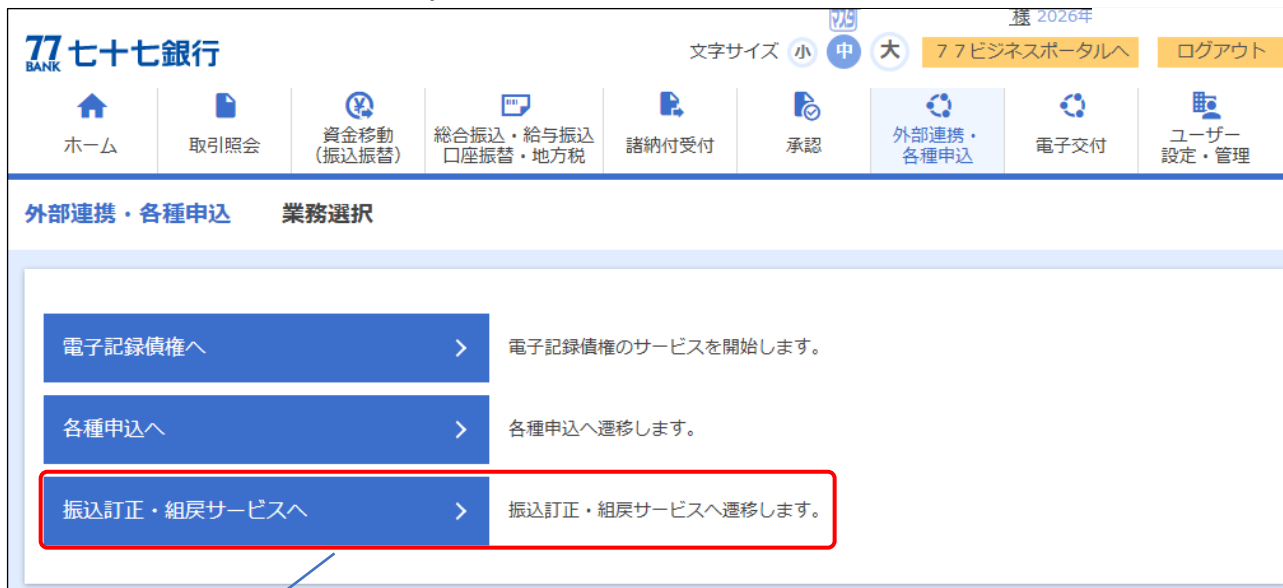 マスタ 様 2026年
77 BANK 七十七銀行 文字サイズ 小 中 大 77ビジネスポータルへ ログアウト
ホーム 取引照会 資金移動 総合振込・給与振込 諸納付受付 承認 外部連携・ 電子交付 ユーザー
(振込振替) 口座振替・地方税 各種申込 設定・管理
外部連携・各種申込 業務選択
電子記録債権へ 電子記録債権のサービスを開始します。
各種申込へ 各種申込へ遷移します。
振込訂正・組戻サービスへ 振込訂正・組戻サービスへ遷移します。